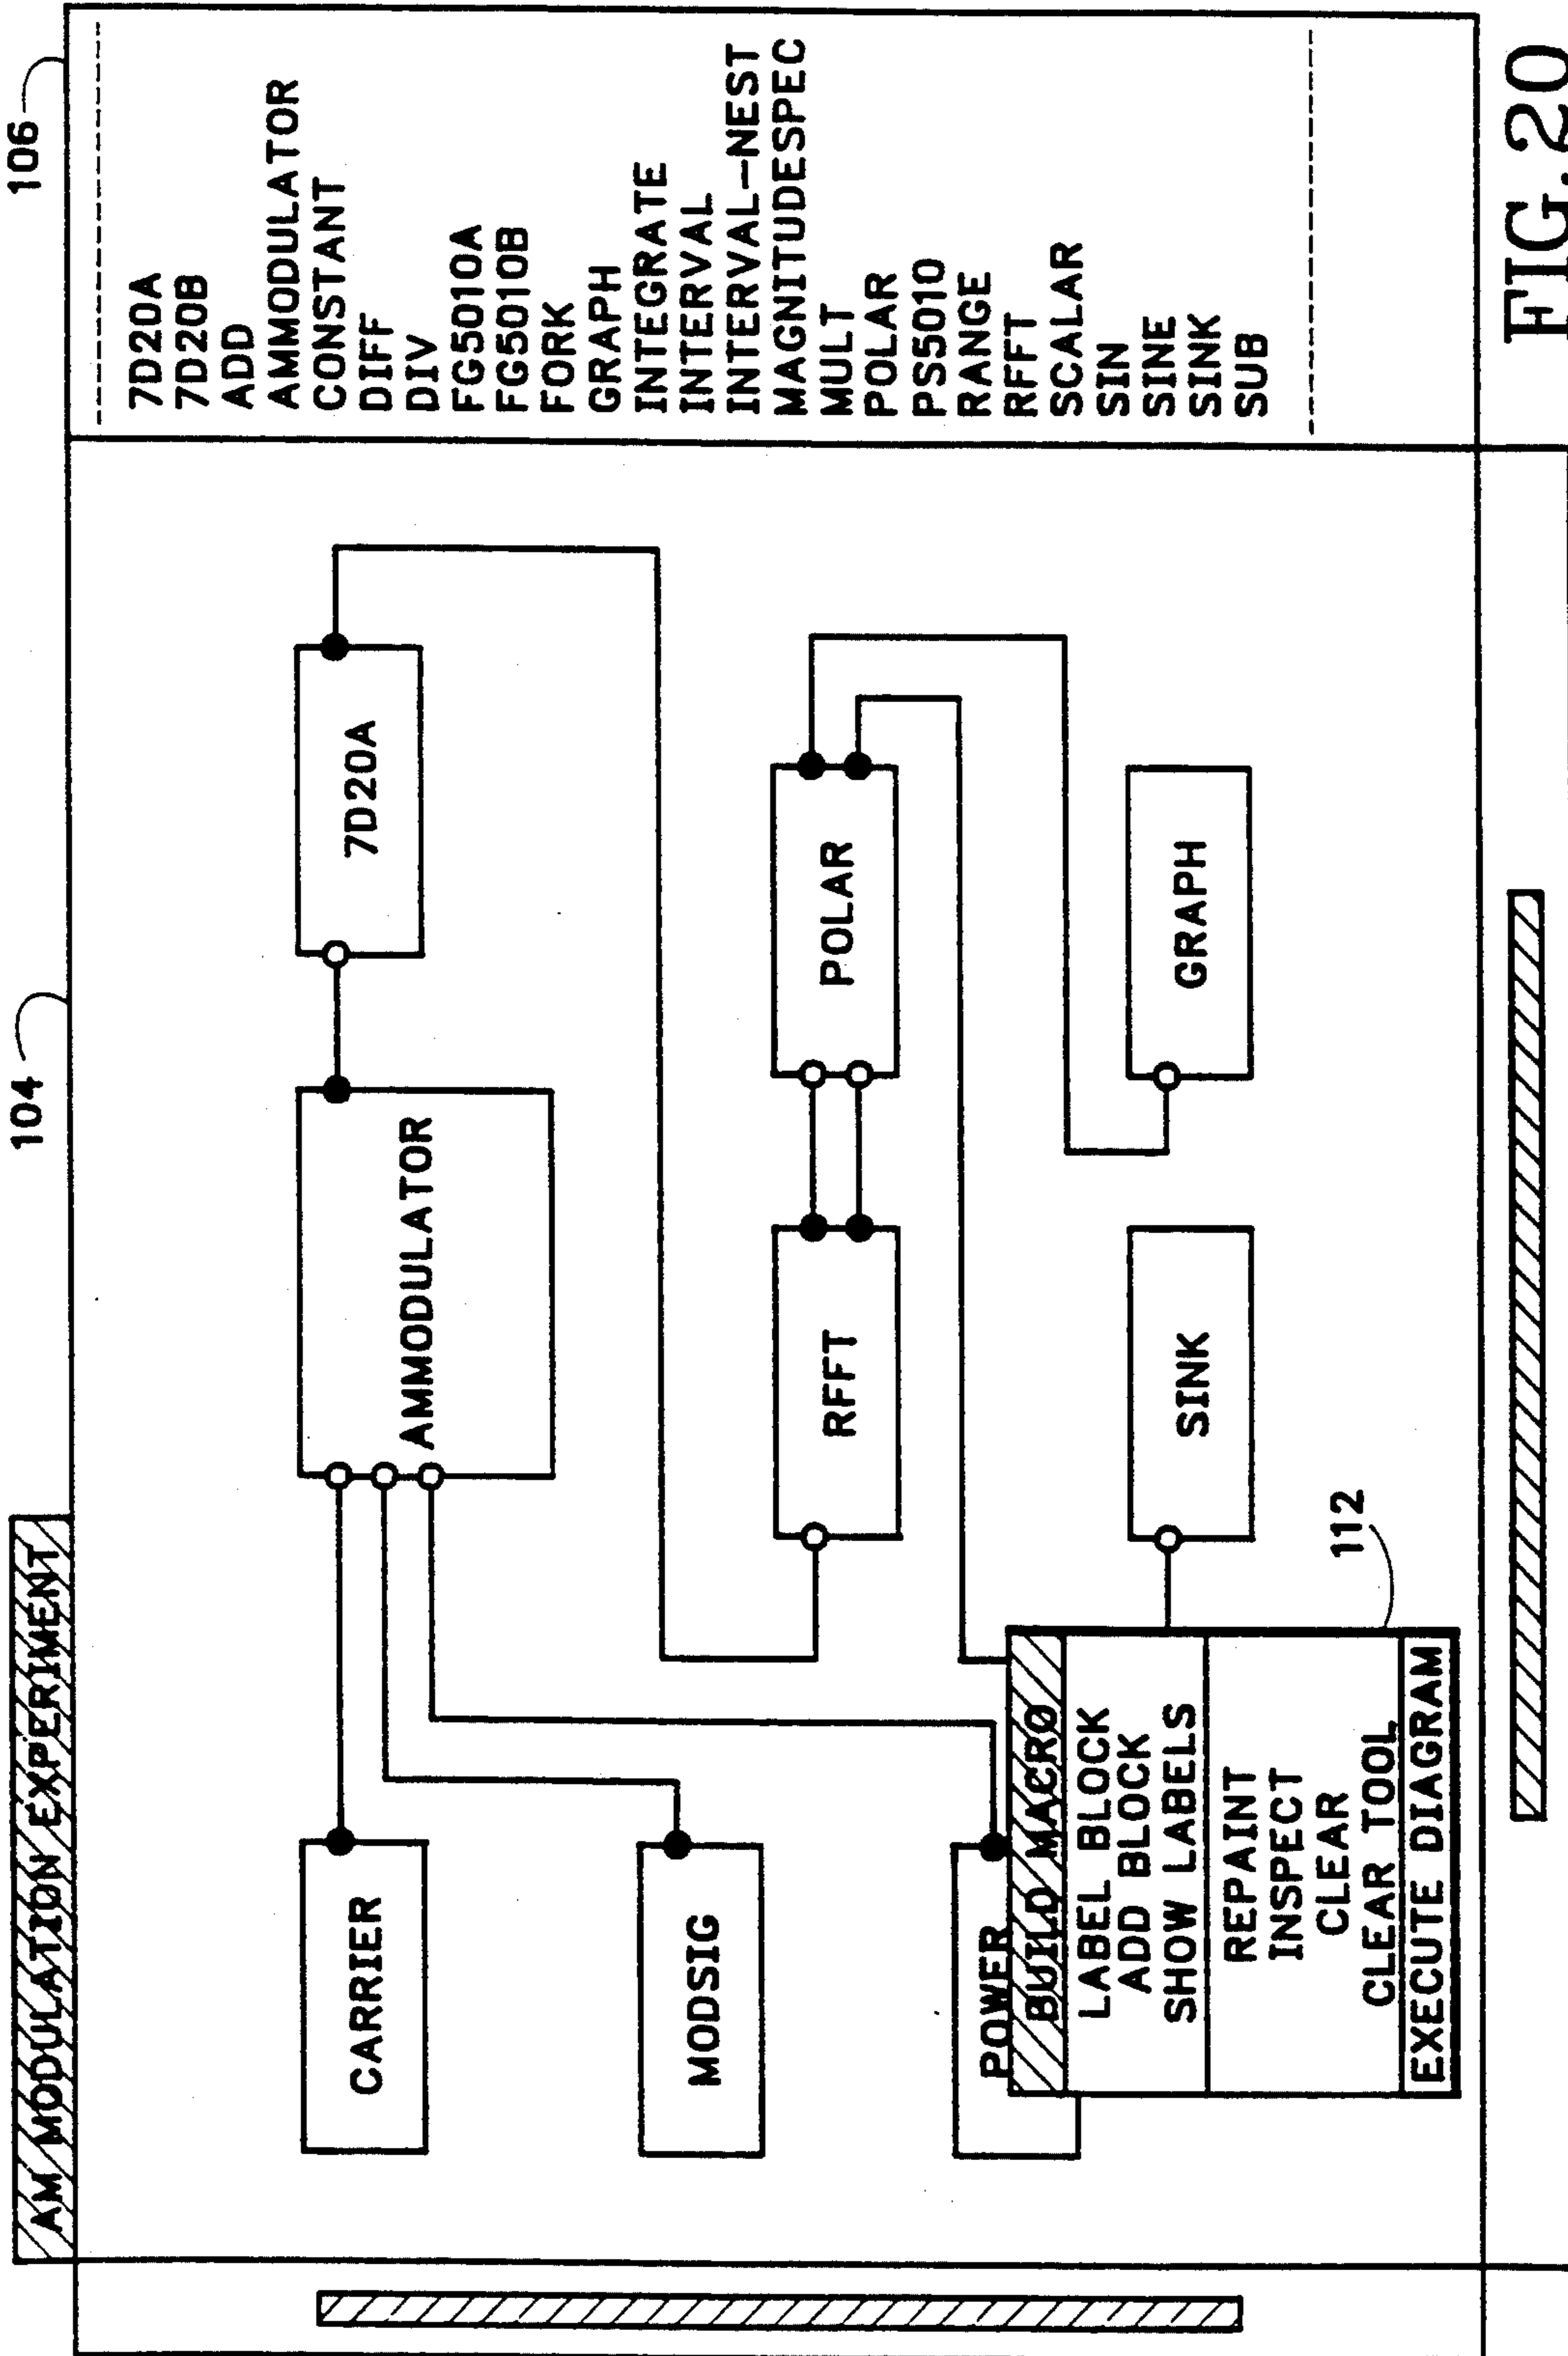 AM MODULATION EXPERIMENT
104
106
CARRIER
AMMODULATOR
7D20A
MODSIG
RFFT
POLAR
POWER
SINK
GRAPH
BUILD MACRO
LABEL BLOCK
ADD BLOCK
SHOW LABELS
REPAINT
INSPECT
CLEAR
CLEAR TOOL
EXECUTE DIAGRAM
112
7D20A
7D20B
ADD
AMMODULATOR
CONSTANT
DIFF
DIV
FG5010A
FG5010B
FORK
GRAPH
INTEGRATE
INTERVAL
INTERVAL-NEST
MAGNITUDESPEC
MULT
POLAR
PS5010
RANGE
RFFT
SCALAR
SIN
SINE
SINK
SUB
FIG. 20